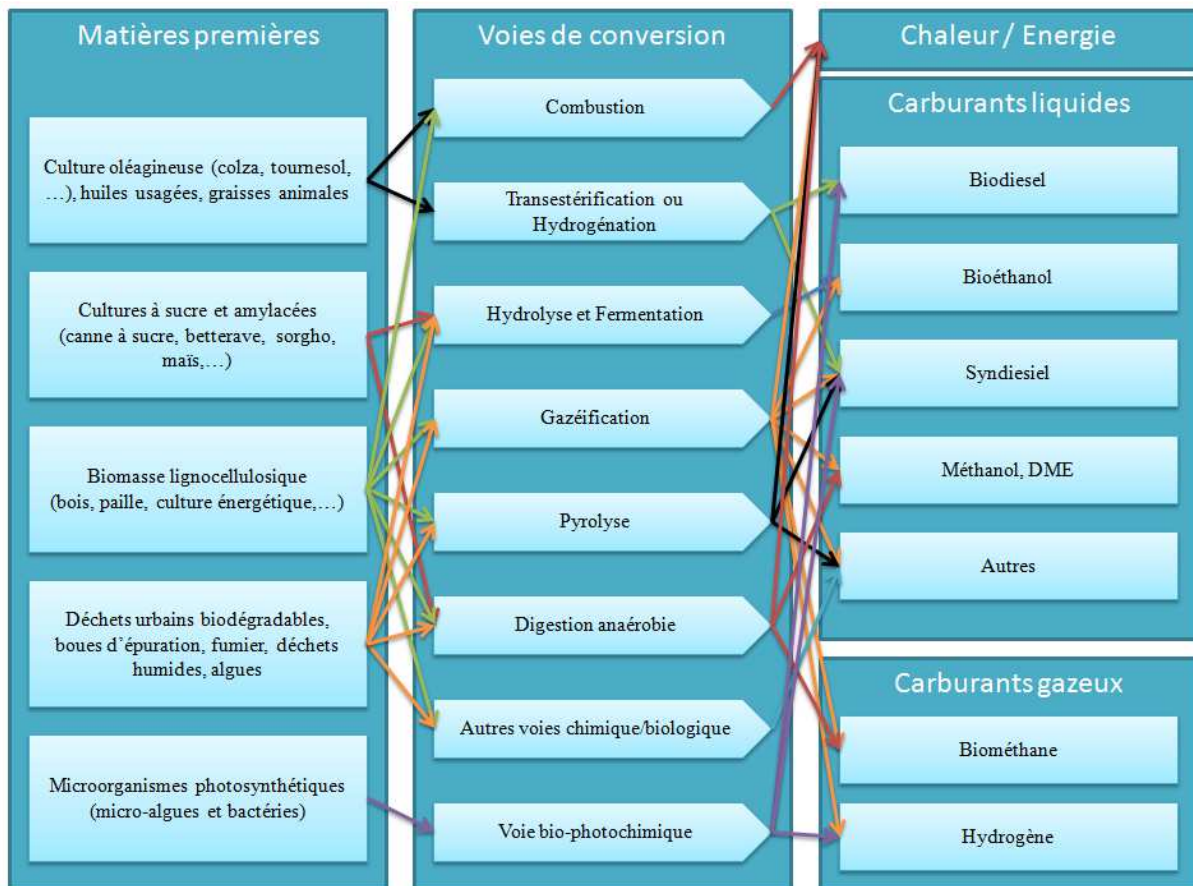 Matières premières
Culture oléagineuse (colza, tournesol,
…), huiles usagées, graisses animales
Cultures à sucre et amylacées
(canne à sucre, betterave, sorgho,
maïs,…)
Biomasse lignocellulosique
(bois, paille, culture énergétique,…)
Déchets urbains biodégradables,
boues d’épuration, fumier, déchets
humides, algues
Microorganismes photosynthétiques
(micro-algues et bactéries)
Voies de conversion
Combustion
Transestérification ou
Hydrogénation
Hydrolyse et Fermentation
Gazéification
Pyrolyse
Digestion anaérobie
Autres voies chimique/biologique
Voie bio-photochimique
Chaleur / Energie
Carburants liquides
Biodiesel
Bioéthanol
Syndiesiel
Méthanol, DME
Autres
Carburants gazeux
Biométhane
Hydrogène